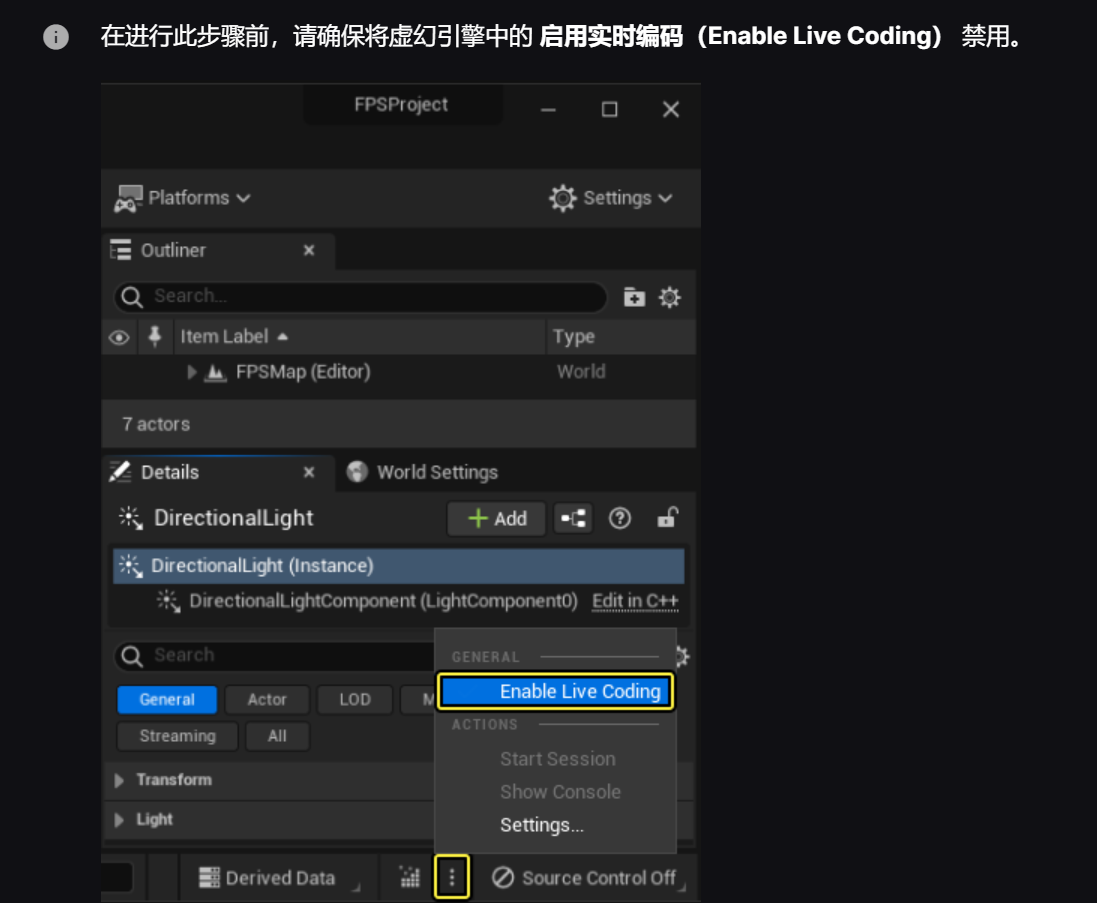 在进行此步骤前，请确保将虚幻引擎中的 启用实时编码（Enable Live Coding） 禁用。
FPSProject
Platforms
Settings
Outliner
Search...
Item Label
Type
FPSMap (Editor)
World
7 actors
Details
World Settings
DirectionalLight
Add
DirectionalLight (Instance)
DirectionalLightComponent (LightComponent0)
Edit in C++
Search
GENERAL
General
Actor
LOD
M
Enable Live Coding
ACTIONS
Streaming
All
Start Session
Transform
Show Console
Light
Settings...
Derived Data
Source Control Off